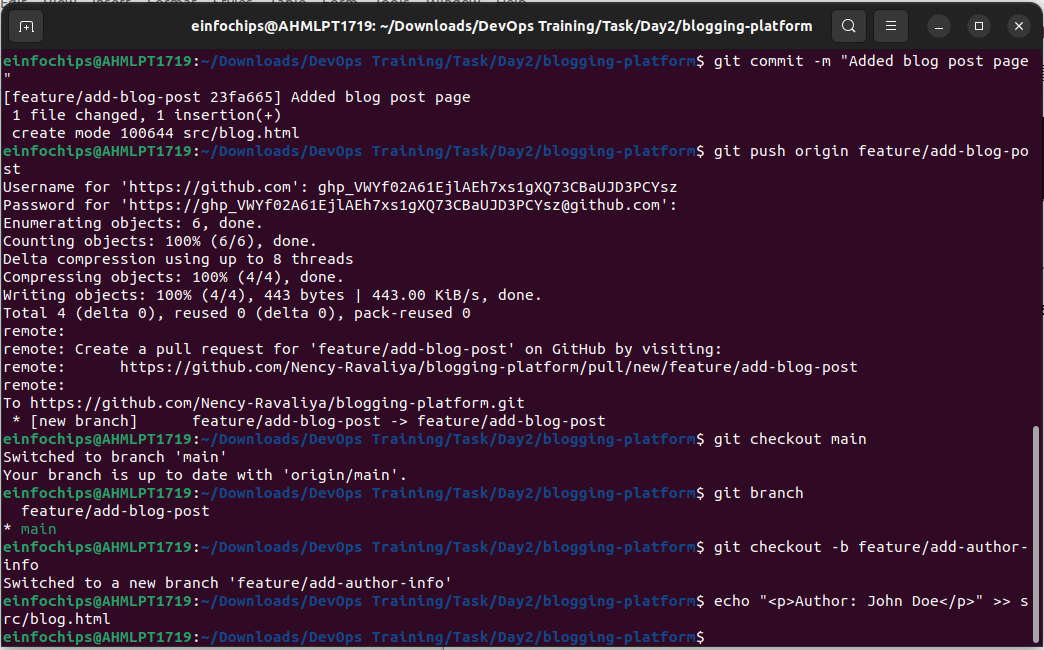 einfochips@AHMLPT1719: ~/Downloads/DevOps Training/Task/Day2/blogging-platform
einfochips@AHMLPT1719:~/Downloads/DevOps Training/Task/Day2/blogging-platform$ git commit -m "Added blog post page
"
[feature/add-blog-post 23fa665] Added blog post page
 1 file changed, 1 insertion(+)
 create mode 100644 src/blog.html
einfochips@AHMLPT1719:~/Downloads/DevOps Training/Task/Day2/blogging-platform$ git push origin feature/add-blog-po
st
Username for 'https://github.com': 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
Password for 'https://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@github.com':
Enumerating objects: 6, done.
Counting objects: 100% (6/6), done.
Delta compression using up to 8 threads
Compressing objects: 100% (4/4), done.
Writing objects: 100% (4/4), 443 bytes | 443.00 KiB/s, done.
Total 4 (delta 0), reused 0 (delta 0), pack-reused 0
remote:
remote: Create a pull request for 'feature/add-blog-post' on GitHub by visiting:
remote:      https://github.com/Nency-Ravaliya/blogging-platform/pull/new/feature/add-blog-post
remote:
To https://github.com/Nency-Ravaliya/blogging-platform.git
 * [new branch]      feature/add-blog-post -> feature/add-blog-post
einfochips@AHMLPT1719:~/Downloads/DevOps Training/Task/Day2/blogging-platform$ git checkout main
Switched to branch 'main'
Your branch is up to date with 'origin/main'.
einfochips@AHMLPT1719:~/Downloads/DevOps Training/Task/Day2/blogging-platform$ git branch
  feature/add-blog-post
* main
einfochips@AHMLPT1719:~/Downloads/DevOps Training/Task/Day2/blogging-platform$ git checkout -b feature/add-author-
info
Switched to a new branch 'feature/add-author-info'
einfochips@AHMLPT1719:~/Downloads/DevOps Training/Task/Day2/blogging-platform$ echo "<p>Author: John Doe</p>" >> s
rc/blog.html
einfochips@AHMLPT1719:~/Downloads/DevOps Training/Task/Day2/blogging-platform$